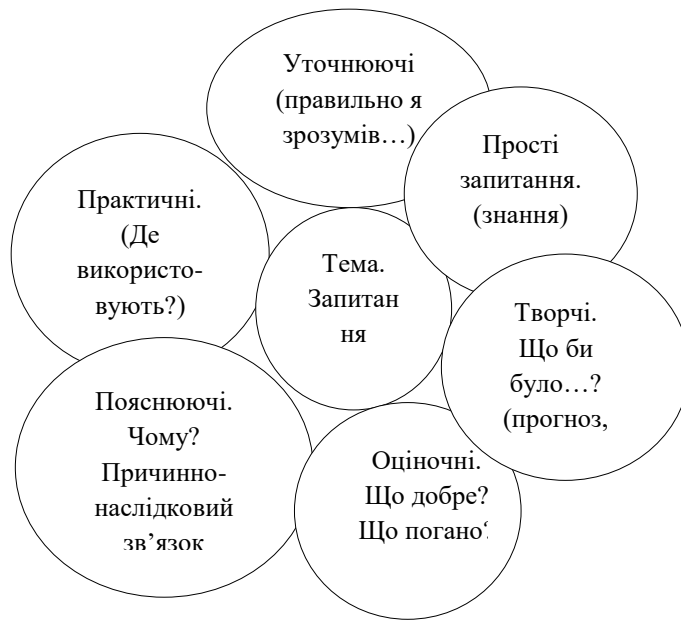 Уточнюючі
(правильно я
зрозумів…)
Прості
запитання.
(знання)
Практичні.
(Де
використо-
вують?)
Тема.
Запитан
ня
Творчі.
Що би
було…?
(прогноз,
Пояснюючі.
Чому?
Причинно-
наслідковий
зв’язок
Оціночні.
Що добре?
Що погано?